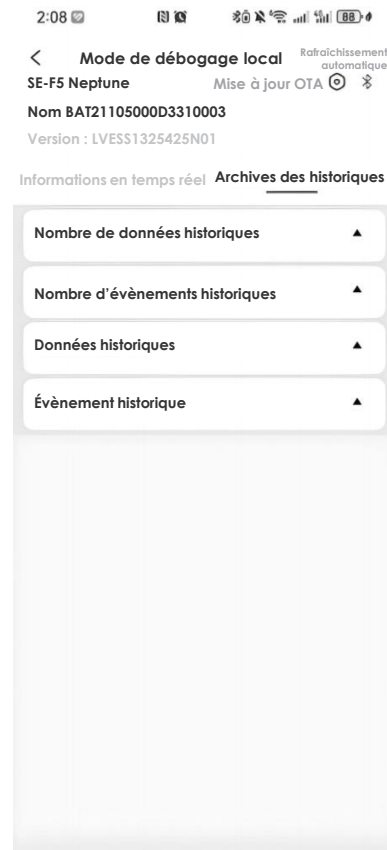 2:08 88
Mode de débogage local Rafraîchissement
automatique
SE-F5 Neptune Mise à jour OTA
Nom BAT21105000D3310003
Version : LVESS1325425N01
Informations en temps réel Archives des historiques
Nombre de données historiques
Nombre d’évènements historiques
Données historiques
Évènement historique